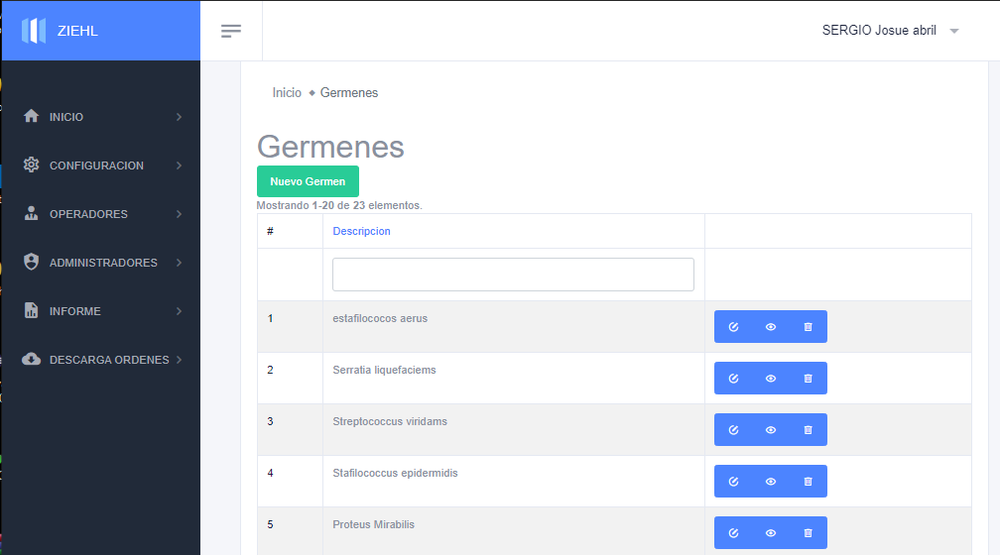 ZIEHL
SERGIO Josue abril
INICIO
CONFIGURACION
OPERADORES
ADMINISTRADORES
INFORME
DESCARGA ORDENES
Inicio ◆ Germenes
Germenes
Nuevo Germen
Mostrando 1-20 de 23 elementos.
# Descripcion
1 estafilococos aerus
2 Serratia liquefaciems
3 Streptococcus viridams
4 Stafilococcus epidermidis
5 Proteus Mirabilis